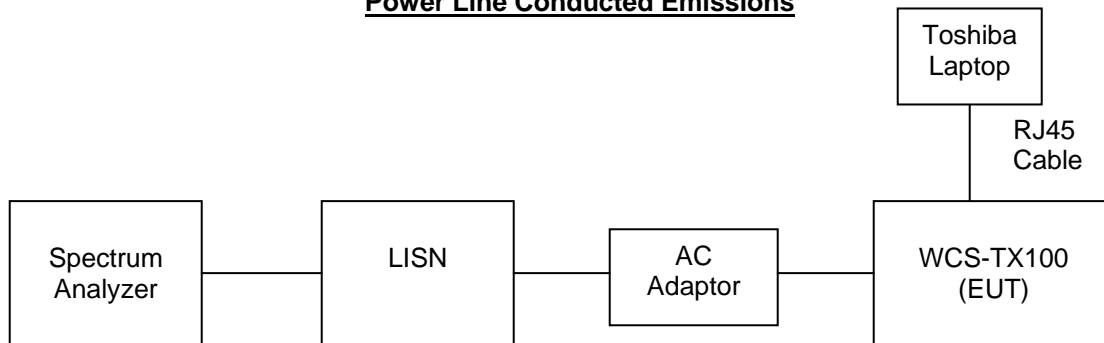 Power Line Conducted Emissions
Toshiba
Laptop
RJ45
Cable
Spectrum
Analyzer
LISN
AC
Adaptor
WCS-TX100
(EUT)